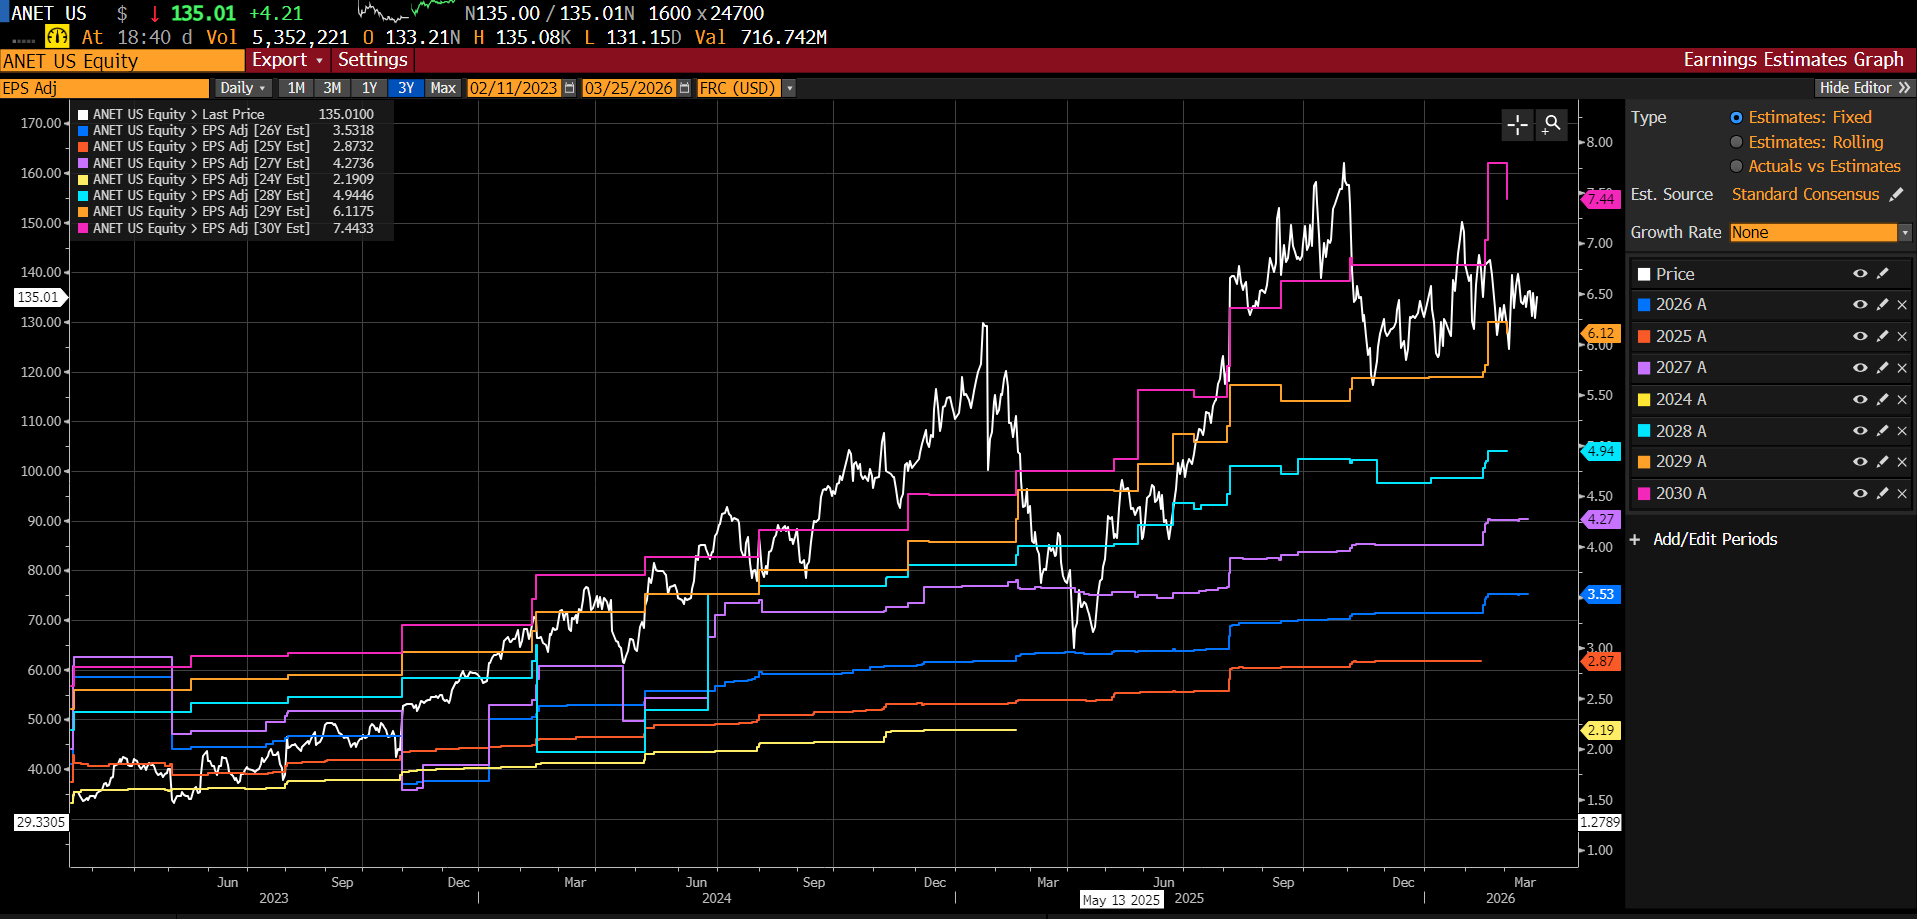 ANET US $ ↓ 135.01 +4.21 N135.00 / 135.01N 1600 x 24700
At 18:40 d Vol 5,352,221 O 133.21N H 135.08K L 131.15D Val 716.742M
ANET US Equity Export Settings Earnings Estimates Graph
EPS Adj Daily 1M 3M 1Y 3Y Max 02/11/2023 03/25/2026 FRC (USD) Hide Editor »
ANET US Equity > Last Price 135.0100
ANET US Equity > EPS Adj [26Y Est] 3.5318
ANET US Equity > EPS Adj [25Y Est] 2.8732
ANET US Equity > EPS Adj [27Y Est] 4.2736
ANET US Equity > EPS Adj [24Y Est] 2.1909
ANET US Equity > EPS Adj [28Y Est] 4.9446
ANET US Equity > EPS Adj [29Y Est] 6.1175
ANET US Equity > EPS Adj [30Y Est] 7.4433
170.00
160.00
150.00
140.00
135.01
130.00
120.00
110.00
100.00
90.00
80.00
70.00
60.00
50.00
40.00
29.3305
8.00
7.44
7.00
6.50
6.12
6.00
5.50
4.94
4.50
4.27
4.00
3.53
3.00
2.87
2.50
2.19
2.00
1.50
1.2789
1.00
Jun Sep Dec Mar Jun Sep Dec Mar Jun Sep Dec Mar
2023 2024 May 13 2025 2025 2026
Type Estimates: Fixed
Estimates: Rolling
Actuals vs Estimates
Est. Source Standard Consensus
Growth Rate None
Price
2026 A
2025 A
2027 A
2024 A
2028 A
2029 A
2030 A
+ Add/Edit Periods